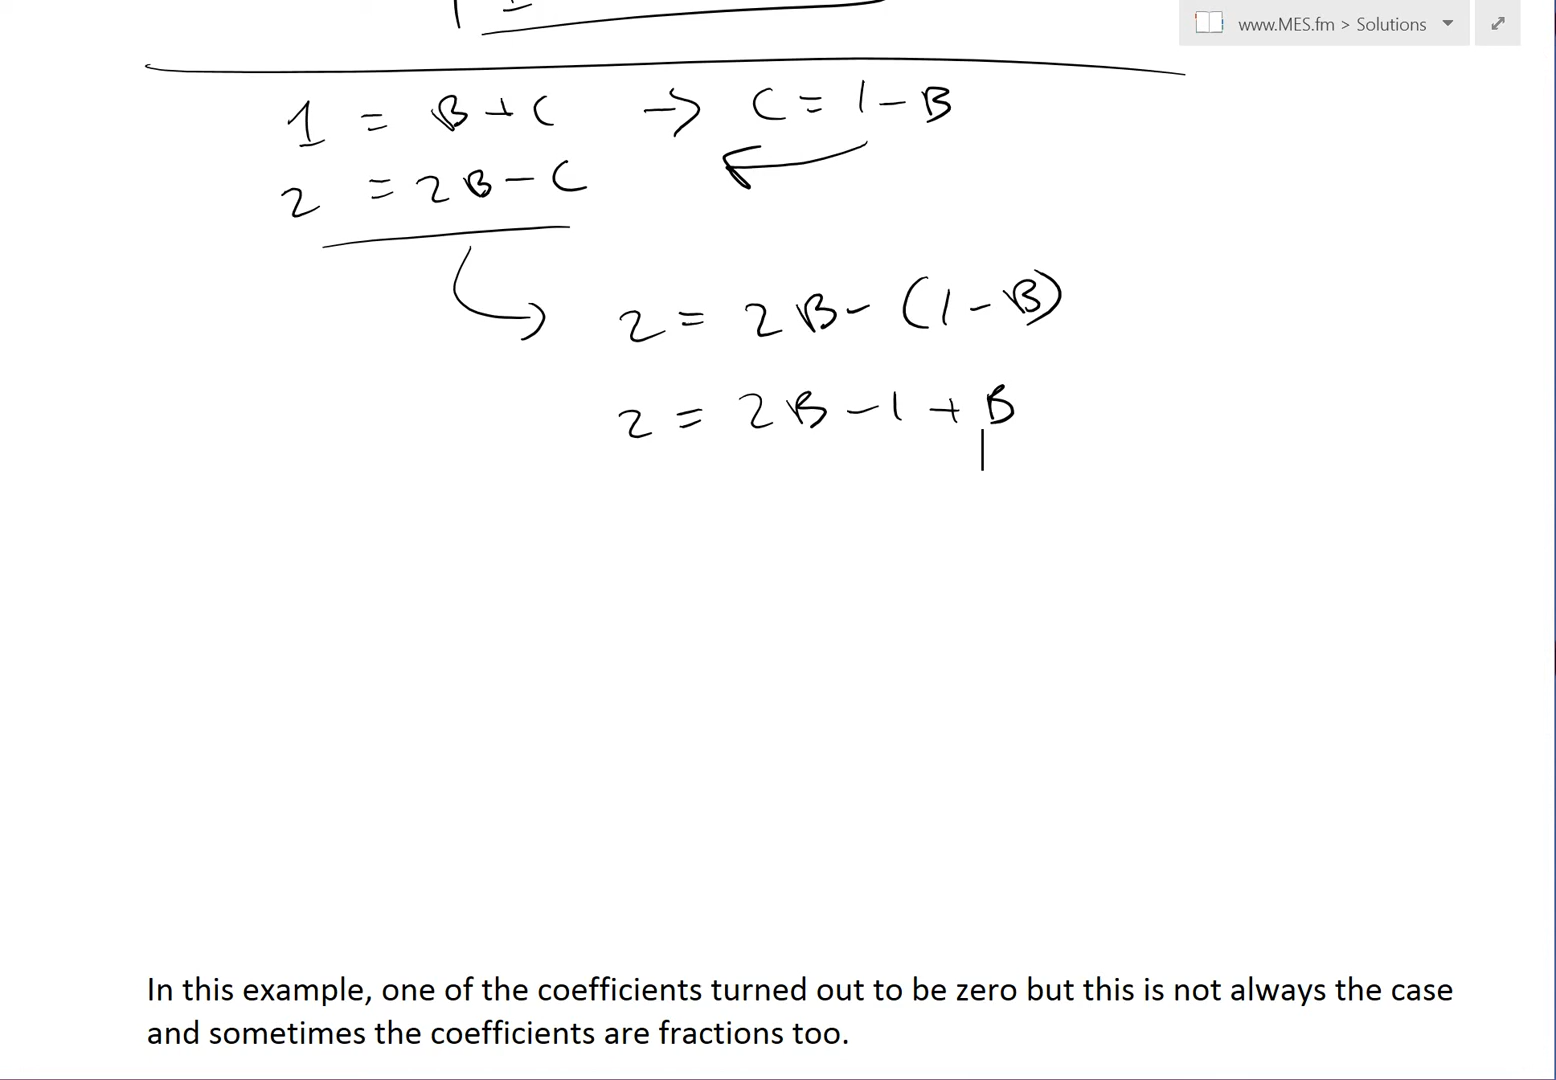 www.MES.fm > Solutions
1 = B + C → C = 1 - B
2 = 2B - C
2 = 2B - (1 - B)
2 = 2B - 1 + B
In this example, one of the coefficients turned out to be zero but this is not always the case
and sometimes the coefficients are fractions too.